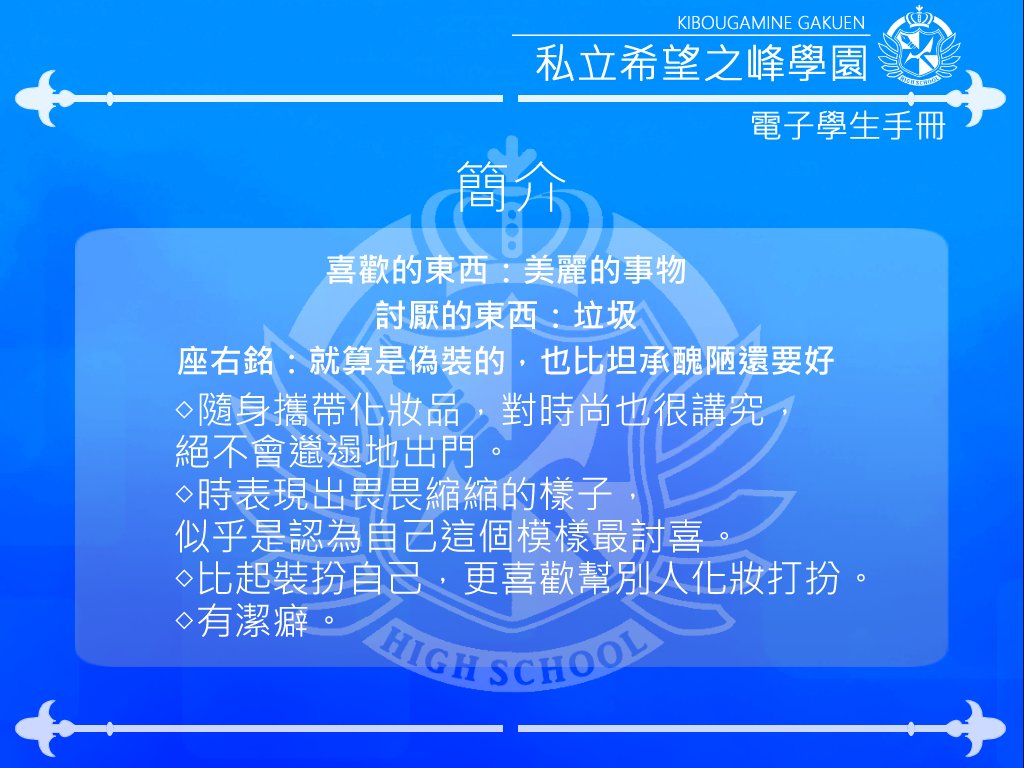 KIBOUGAMINE GAKUEN
私立希望之峰學園
HIGH SCHOOL
電子學生手冊
簡介
喜歡的東西：美麗的事物
討厭的東西：垃圾
座右銘：就算是偽裝的，也比坦承醜陋還要好
◇隨身攜帶化妝品，對時尚也很講究，
絕不會邋遢地出門。
◇時表現出畏畏縮縮的樣子，
似乎是認為自己這個模樣最討喜。
◇比起裝扮自己，更喜歡幫別人化妝打扮。
◇有潔癖。
HIGH SCHOOL